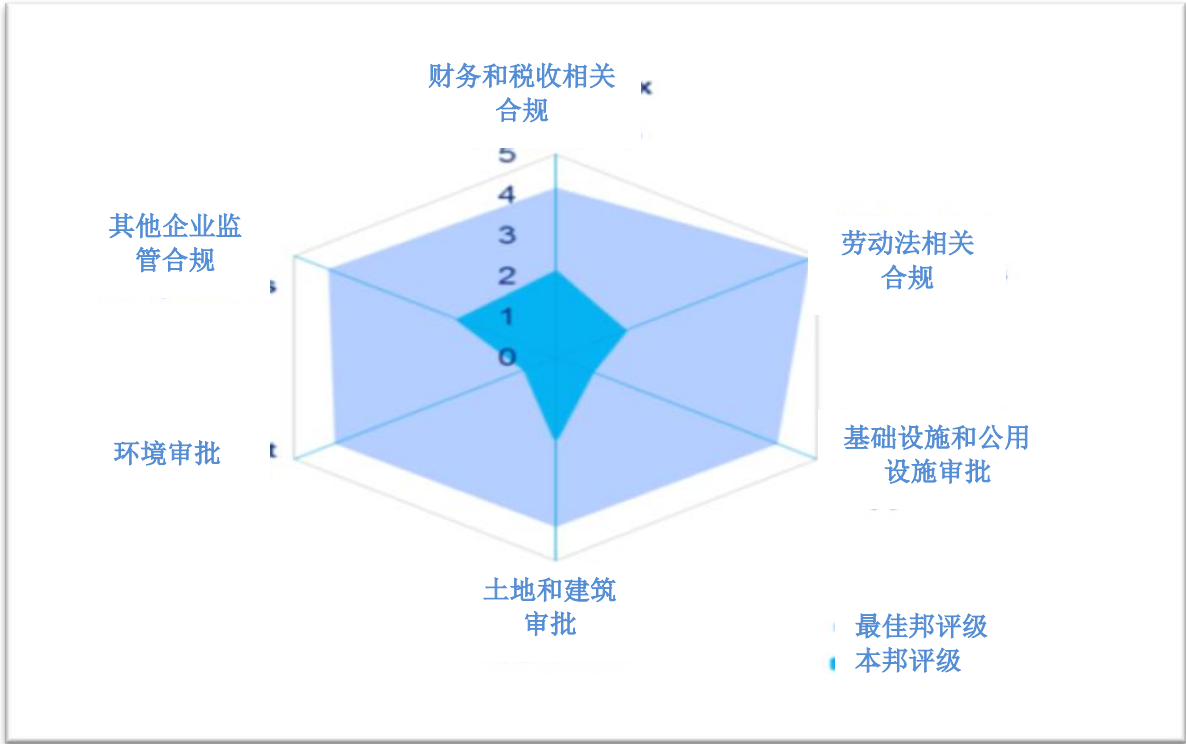 财务和税收相关
合规
x
5
4
3
2
1
0
其他企业监
管合规
s
劳动法相关
合规
环境审批
t
基础设施和公用
设施审批
土地和建筑
审批
最佳邦评级
本邦评级